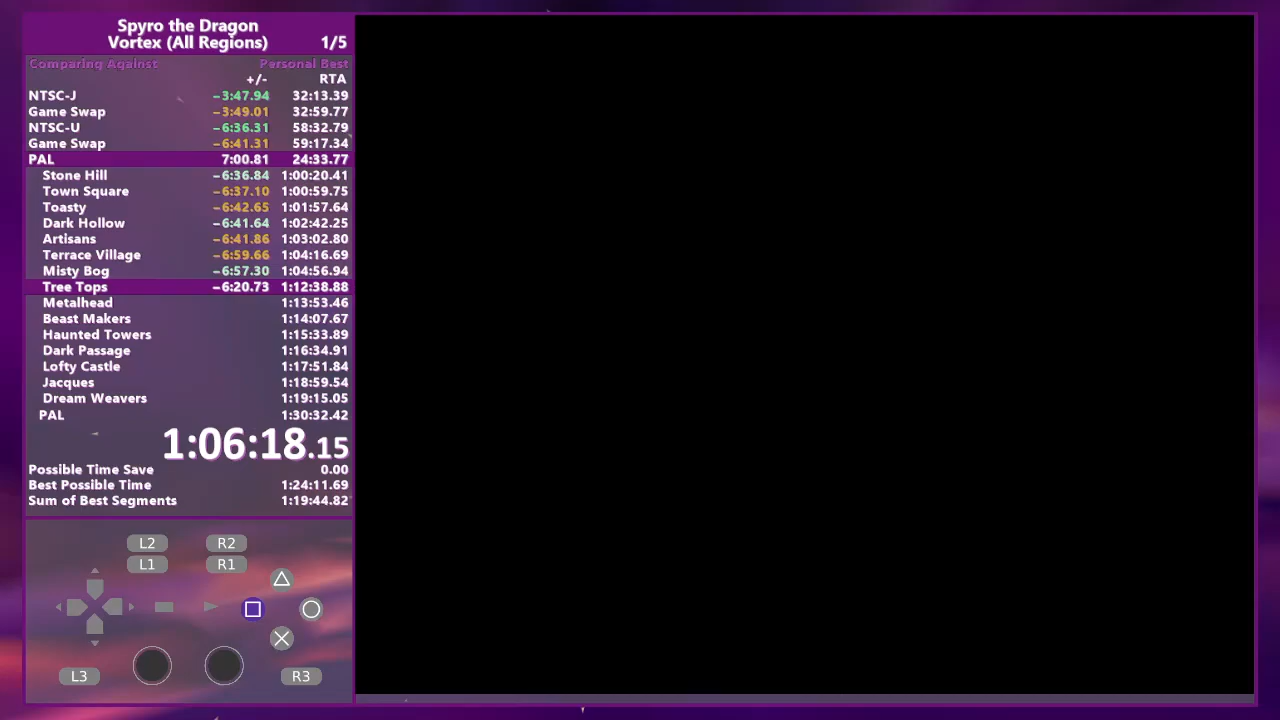 Spyro the Dragon
Vortex (All Regions) 1/5
Comparing Against Personal Best
+/- RTA
NTSC-J -3:47.94 32:13.39
Game Swap -3:49.01 32:59.77
NTSC-U -6:36.31 58:32.79
Game Swap -6:41.31 59:17.34
PAL 7:00.81 24:33.77
Stone Hill -6:36.84 1:00:20.41
Town Square -6:37.10 1:00:59.75
Toasty -6:42.65 1:01:57.64
Dark Hollow -6:41.64 1:02:42.25
Artisans -6:41.86 1:03:02.80
Terrace Village -6:59.66 1:04:16.69
Misty Bog -6:57.30 1:04:56.94
Tree Tops -6:20.73 1:12:38.88
Metalhead 1:13:53.46
Beast Makers 1:14:07.67
Haunted Towers 1:15:33.89
Dark Passage 1:16:34.91
Lofty Castle 1:17:51.84
Jacques 1:18:59.54
Dream Weavers 1:19:15.05
PAL 1:30:32.42
1:06:18.15
Possible Time Save 0.00
Best Possible Time 1:24:11.69
Sum of Best Segments 1:19:44.82
L2 R2
L1 R1
L3 R3